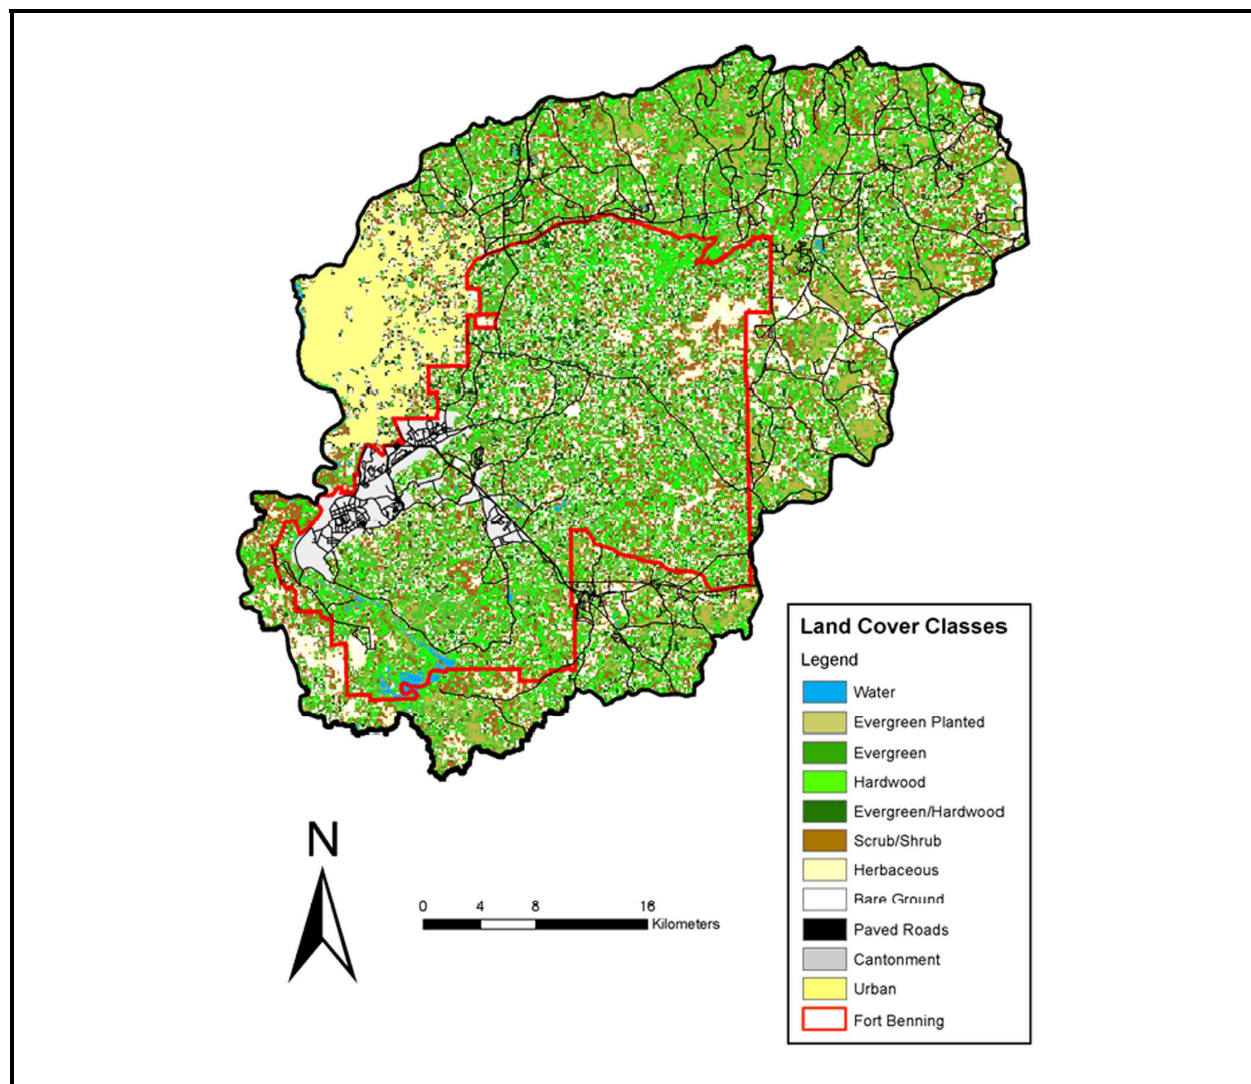 Land Cover Classes
Legend
Water
Evergreen Planted
Evergreen
Hardwood
Evergreen/Hardwood
Scrub/Shrub
Herbaceous
Bare Ground
Paved Roads
Cantonment
Urban
Fort Benning
N
0 4 8 16
Kilometers